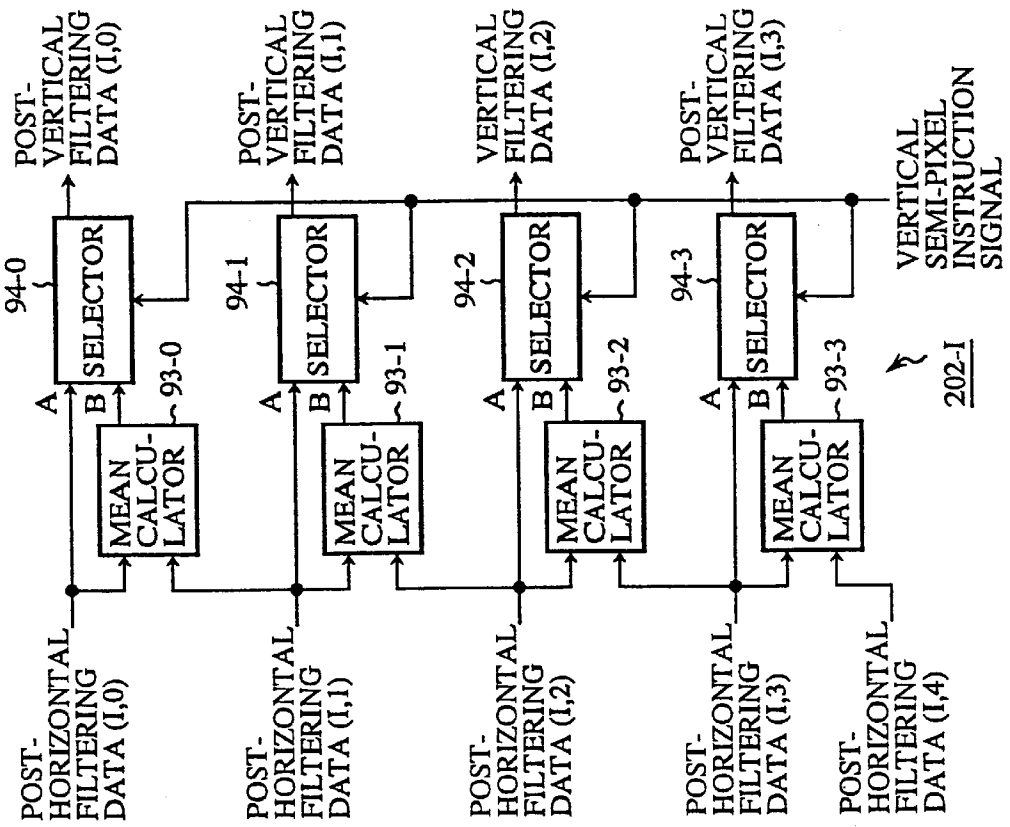 POST-
VERTICAL
FILTERING
DATA (I,0)
POST-
VERTICAL
FILTERING
DATA (I,1)
VERTICAL
FILTERING
DATA (I,2)
POST-
VERTICAL
FILTERING
DATA (I,3)
94-0
SELECTOR
A
B
93-0
MEAN
CALCU-
LATOR
94-1
SELECTOR
A
B
93-1
MEAN
CALCU-
LATOR
94-2
SELECTOR
A
B
93-2
MEAN
CALCU-
LATOR
94-3
SELECTOR
A
B
93-3
MEAN
CALCU-
LATOR
VERTICAL
SEMI-PIXEL
INSTRUCTION
SIGNAL
202-I
POST-
HORIZONTAL
FILTERING
DATA (I,0)
POST-
HORIZONTAL
FILTERING
DATA (I,1)
POST-
HORIZONTAL
FILTERING
DATA (I,2)
POST-
HORIZONTAL
FILTERING
DATA (I,3)
POST-
HORIZONTAL
FILTERING
DATA (I,4)